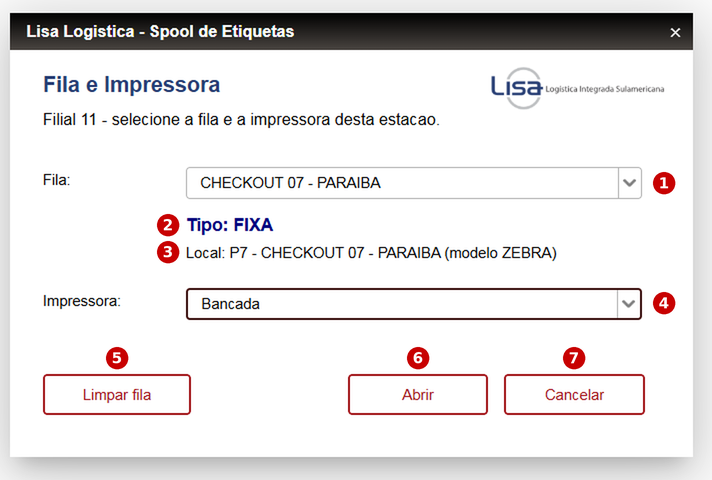 Lisa Logistica - Spool de Etiquetas ×
Fila e Impressora
Lisa Logística Integrada Sulamericana
Filial 11 - selecione a fila e a impressora desta estacao.
Fila: CHECKOUT 07 - PARAIBA 1
2 Tipo: FIXA
3 Local: P7 - CHECKOUT 07 - PARAIBA (modelo ZEBRA)
Impressora: Bancada 4
5 6 7
Limpar fila Abrir Cancelar